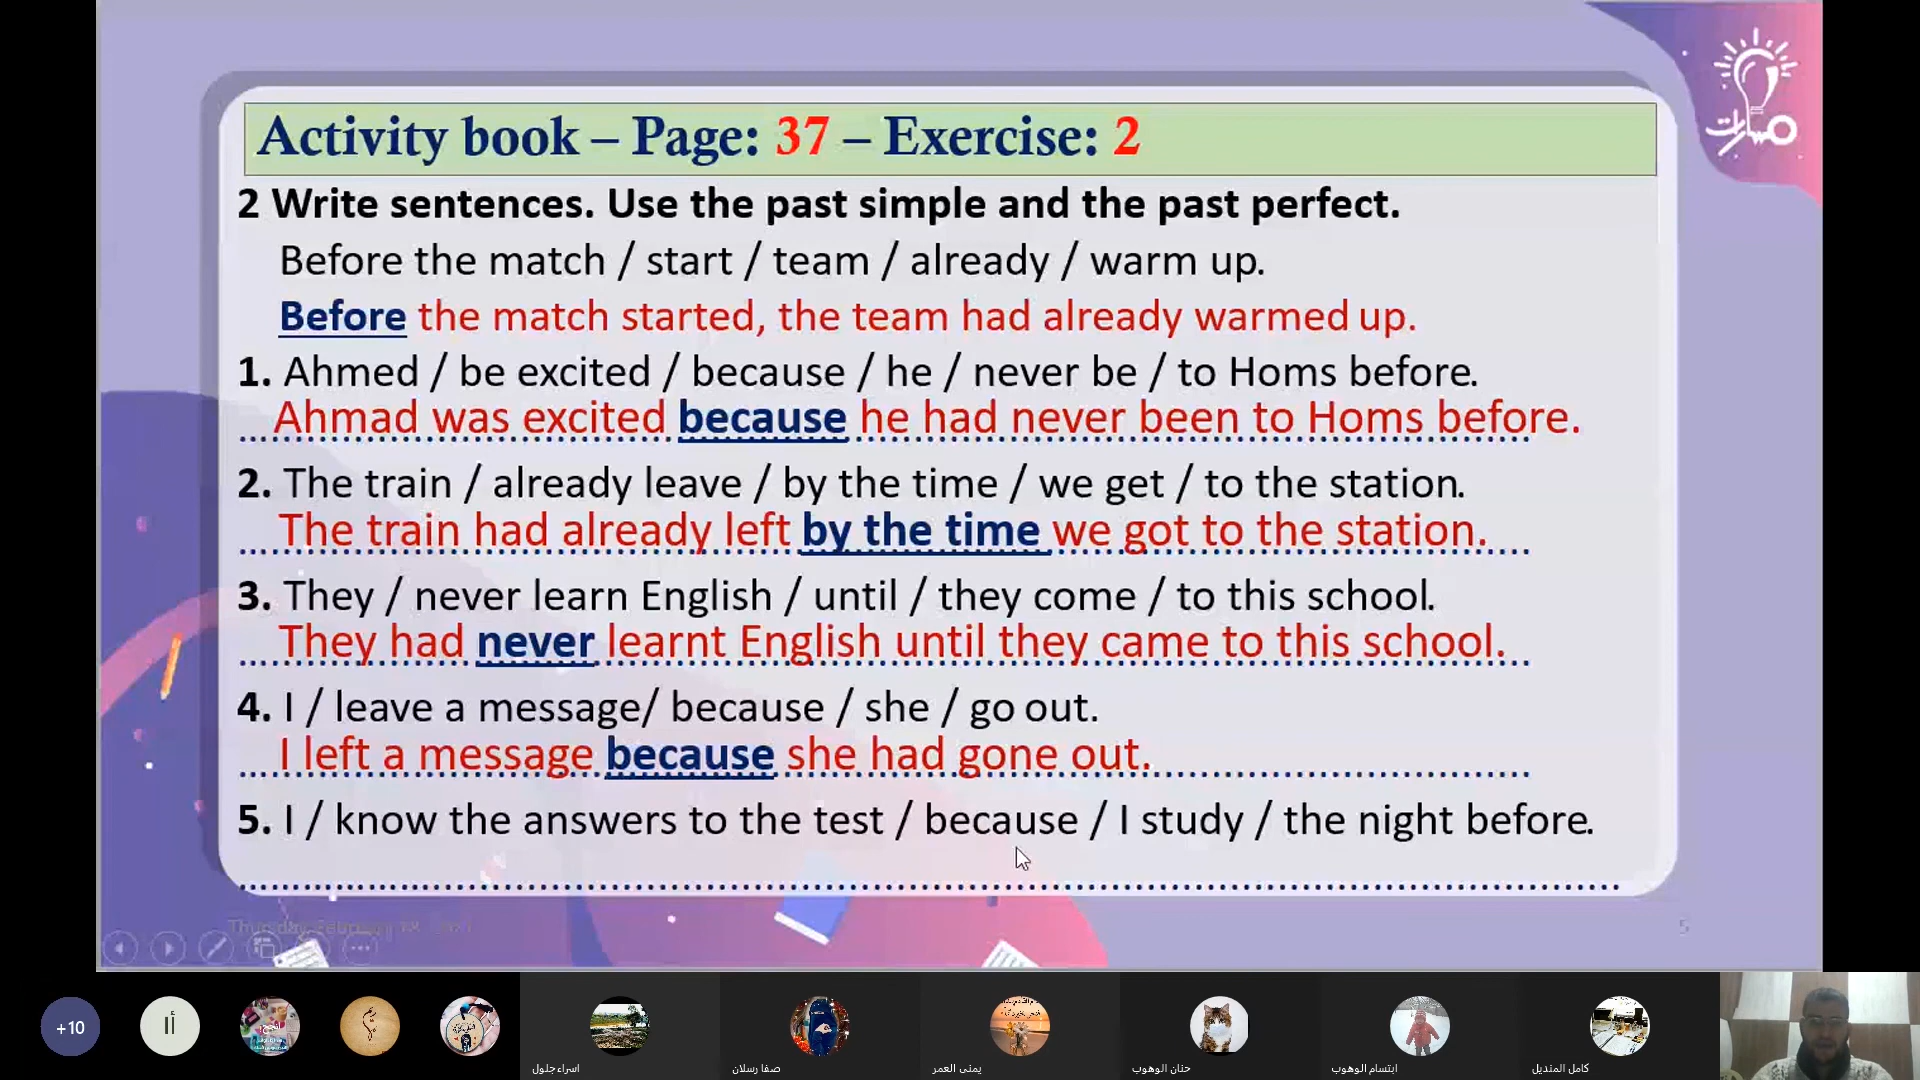 مسارات
Activity book – Page: 37 – Exercise: 2
2 Write sentences. Use the past simple and the past perfect.
Before the match / start / team / already / warm up.
Before the match started, the team had already warmed up.
1. Ahmed / be excited / because / he / never be / to Homs before.
Ahmad was excited because he had never been to Homs before.
2. The train / already leave / by the time / we get / to the station.
The train had already left by the time we got to the station.
3. They / never learn English / until / they come / to this school.
They had never learnt English until they came to this school.
4. I / leave a message/ because / she / go out.
I left a message because she had gone out.
5. I / know the answers to the test / because / I study / the night before.
Thursday, February 18,
5
+10
أا
اسراء جلول
صفا رسلان
يمنى العمر
حنان الوهوب
ابتسام الوهوب
كامل المنديل